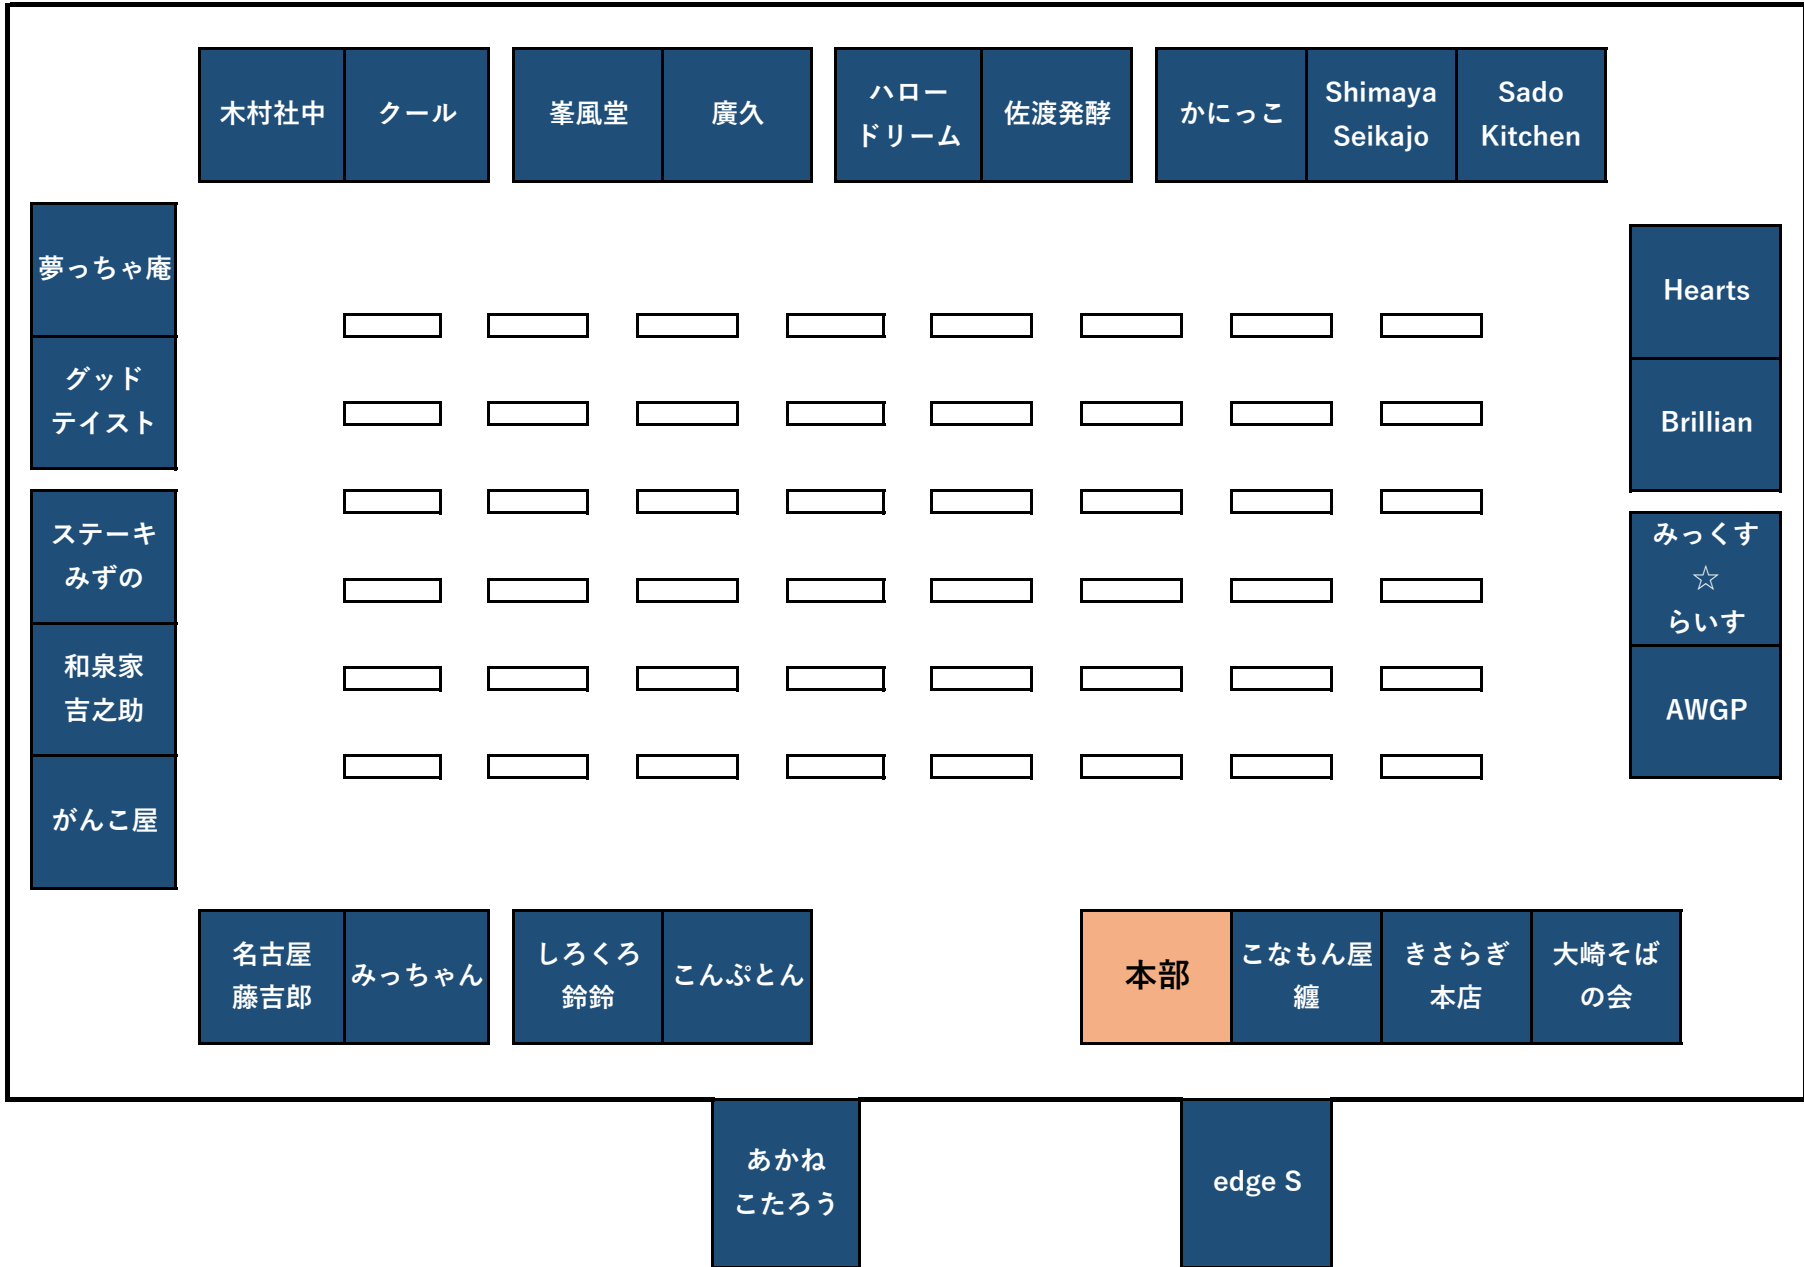 木村社中
クール
峯風堂
廣久
ハロー
ドリーム
佐渡発酵
かにっこ
Shimaya
Seikajo
Sado
Kitchen
夢っちゃ庵
グッド
テイスト
ステーキ
みずの
和泉家
吉之助
がんこ屋
Hearts
Brillian
みっくす
☆
らいす
AWGP
名古屋
藤吉郎
みっちゃん
しろくろ
鈴鈴
こんぷとん
本部
こなもん屋
纏
きさらぎ
本店
大崎そば
の会
あかね
こたろう
edge S